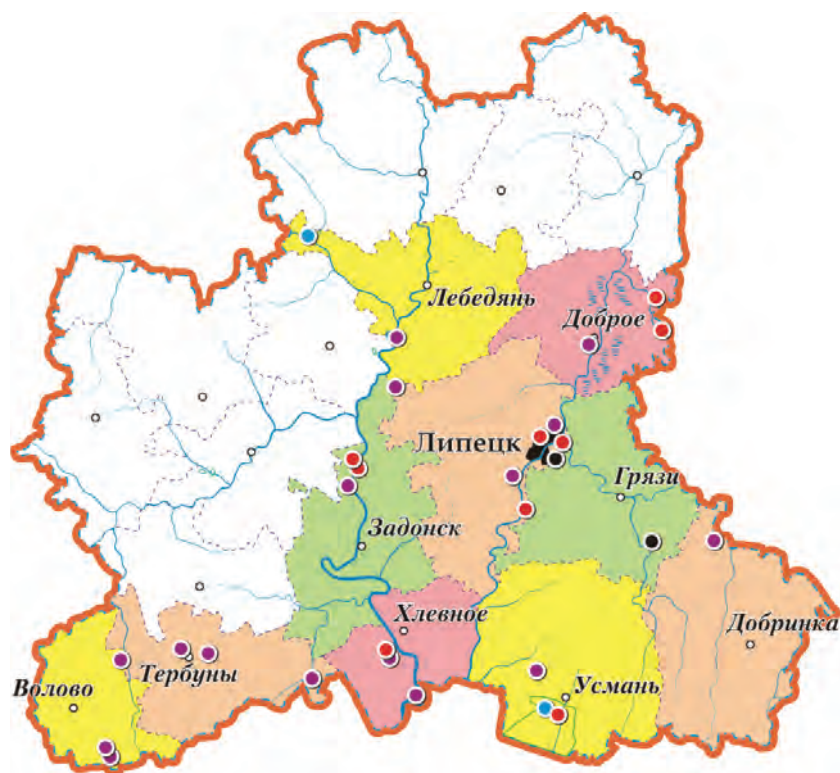 Лебедянь
Доброе
Липецк
Грязи
Задонск
Хлевное
Добринка
Тербуны
Волово
Усмань